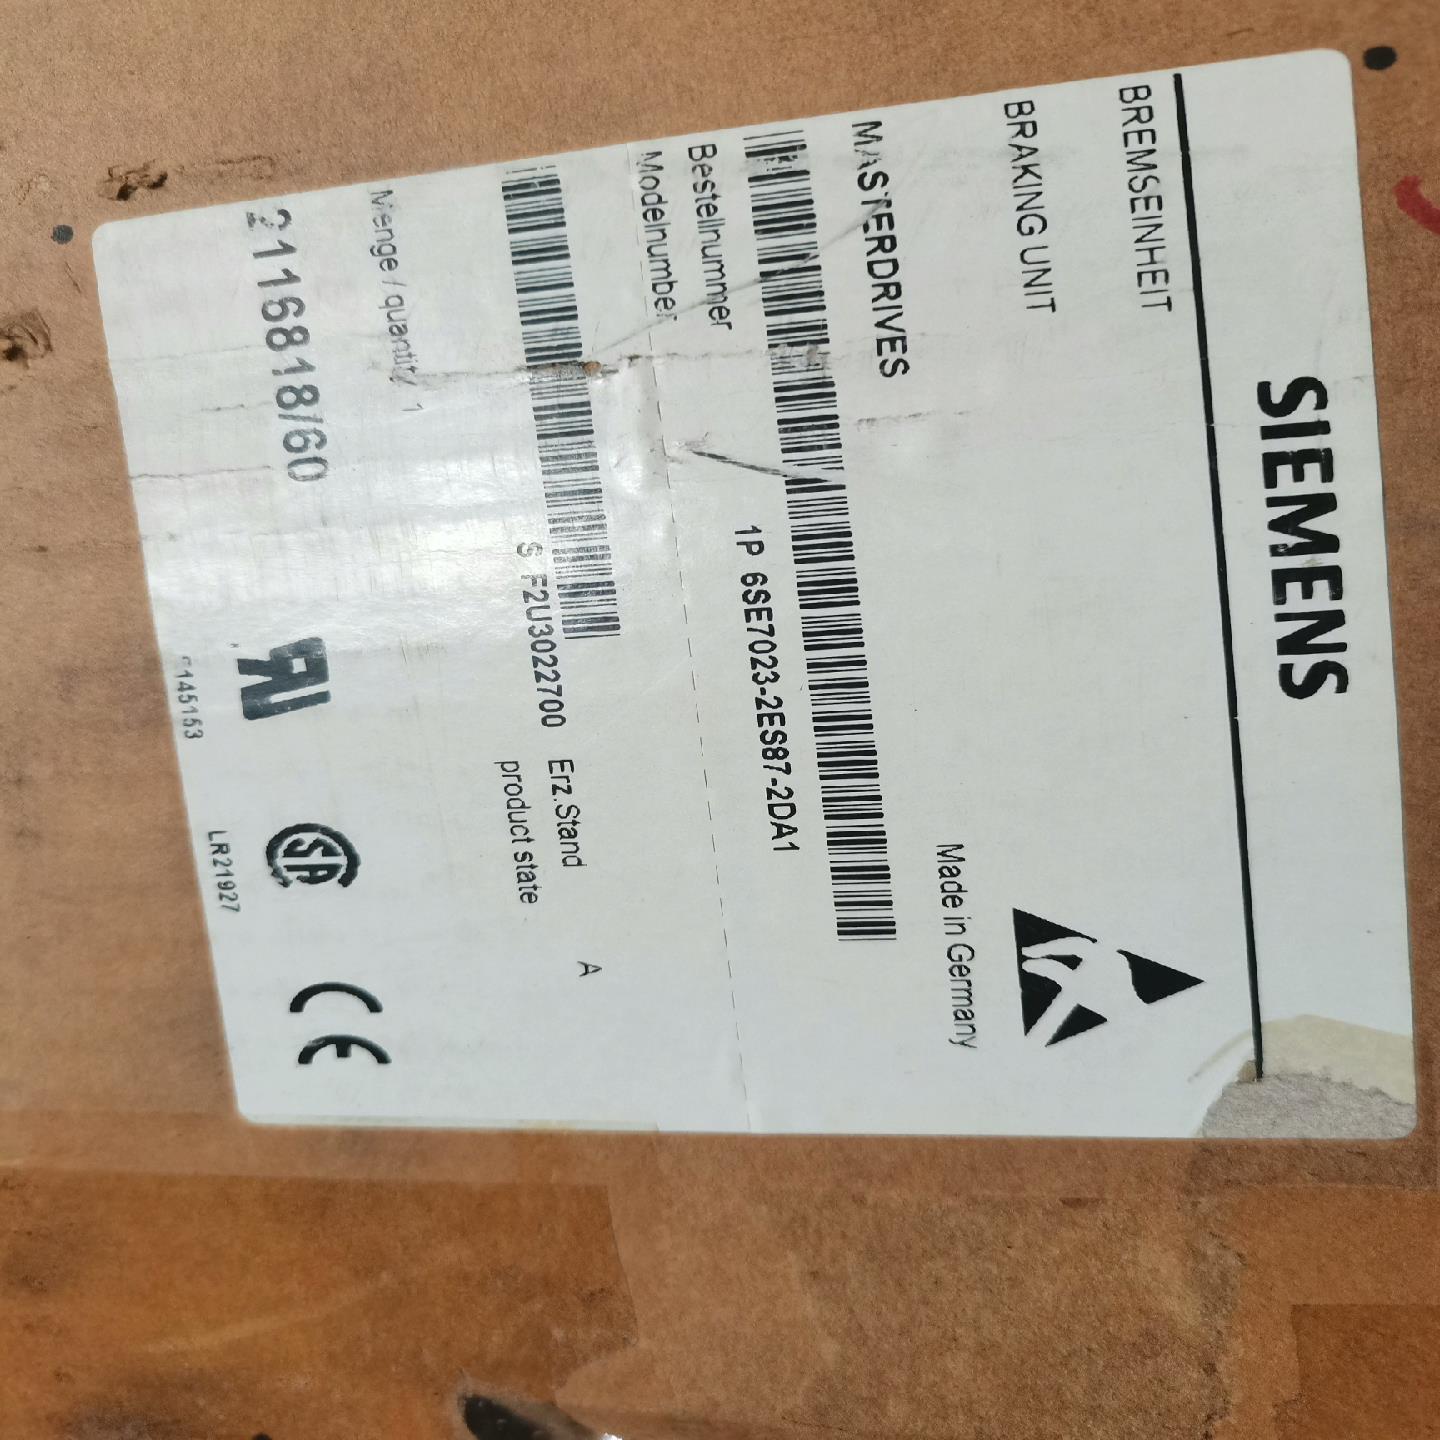 SIEMENS
BREMSEINHEIT
BRAKING UNIT
MASTERDRIVES
Made in Germany
1P 6SE7023-2ES87-2DA1
Bestellnummer
Modelnumber
S F2U3022700
Erz.Stand A
product state
Menge / quantity 1
2116818/60
E145153
LR21927